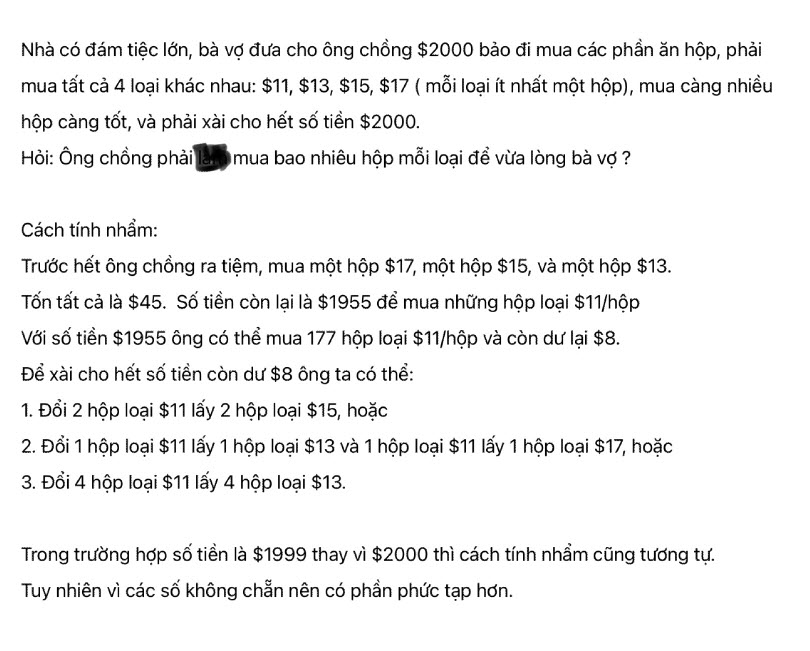 Nhà có đám tiệc lớn, bà vợ đưa cho ông chồng $2000 bảo đi mua các phần ăn hộp, phải
mua tất cả 4 loại khác nhau: $11, $13, $15, $17 ( mỗi loại ít nhất một hộp), mua càng nhiều
hộp càng tốt, và phải xài cho hết số tiền $2000.
Hỏi: Ông chồng phải mua bao nhiêu hộp mỗi loại để vừa lòng bà vợ ?
Cách tính nhẩm:
Trước hết ông chồng ra tiệm, mua một hộp $17, một hộp $15, và một hộp $13.
Tốn tất cả là $45. Số tiền còn lại là $1955 để mua những hộp loại $11/hộp
Với số tiền $1955 ông có thể mua 177 hộp loại $11/hộp và còn dư lại $8.
Để xài cho hết số tiền còn dư $8 ông ta có thể:
1. Đổi 2 hộp loại $11 lấy 2 hộp loại $15, hoặc
2. Đổi 1 hộp loại $11 lấy 1 hộp loại $13 và 1 hộp loại $11 lấy 1 hộp loại $17, hoặc
3. Đổi 4 hộp loại $11 lấy 4 hộp loại $13.
Trong trường hợp số tiền là $1999 thay vì $2000 thì cách tính nhẩm cũng tương tự.
Tuy nhiên vì các số không chẵn nên có phần phức tạp hơn.